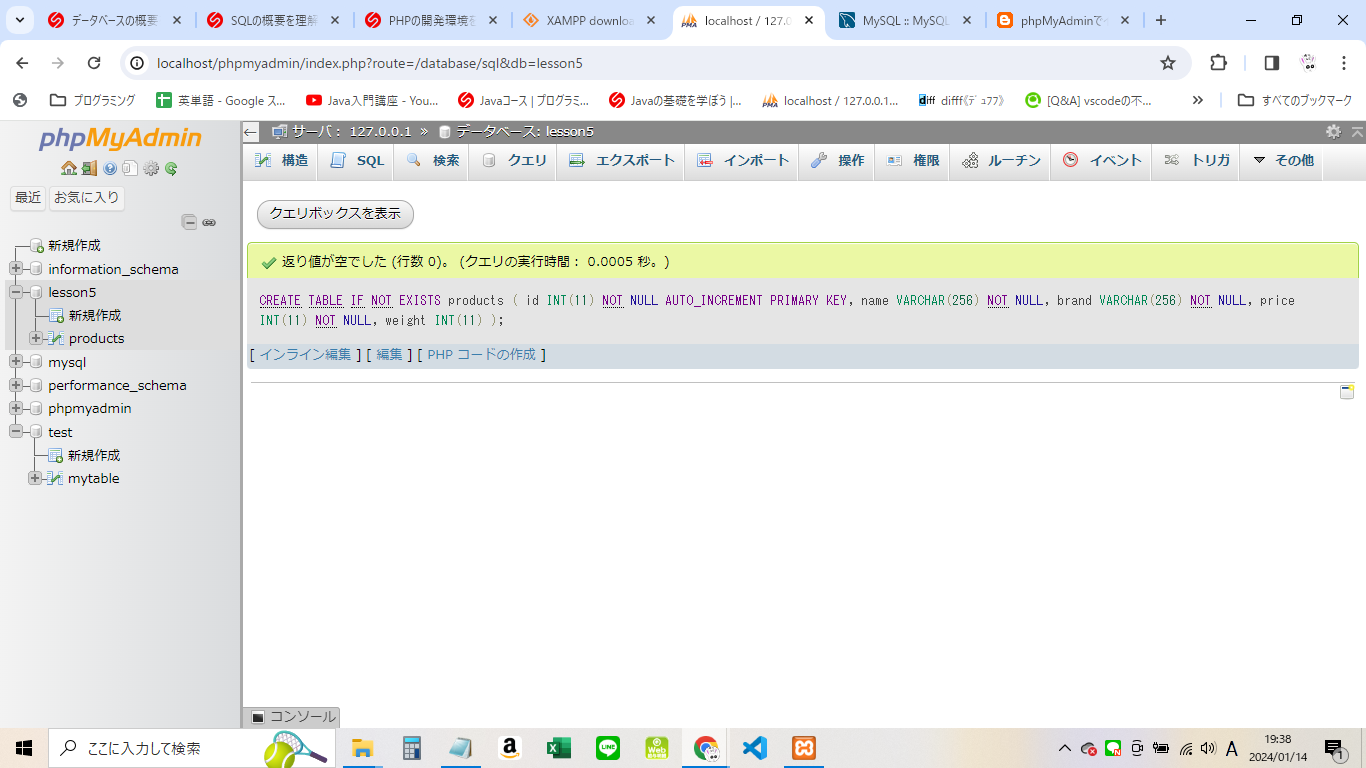 データベースの概要
SQLの概要を理解
PHPの開発環境を
XAMPP downloa
localhost / 127.0
MySQL :: MySQL
phpMyAdminで
localhost/phpmyadmin/index.php?route=/database/sql&db=lesson5
プログラミング
英単語 - Google ス...
Java入門講座 - You...
Javaコース | プログラミ...
Javaの基礎を学ぼう |...
localhost / 127.0.0.1...
difff《ﾃﾞｭﾌﾌ》
[Q&A] vscodeの不...
すべてのブックマーク
phpMyAdmin
最近
お気に入り
新規作成
information_schema
lesson5
新規作成
products
mysql
performance_schema
phpmyadmin
test
新規作成
mytable
サーバ: 127.0.0.1 » データベース: lesson5
構造
SQL
検索
クエリ
エクスポート
インポート
操作
権限
ルーチン
イベント
トリガ
その他
クエリボックスを表示
返り値が空でした (行数 0)。 (クエリの実行時間： 0.0005 秒。)
CREATE TABLE IF NOT EXISTS products ( id INT(11) NOT NULL AUTO_INCREMENT PRIMARY KEY, name VARCHAR(256) NOT NULL, brand VARCHAR(256) NOT NULL, price
INT(11) NOT NULL, weight INT(11) );
[ インライン編集 ] [ 編集 ] [ PHP コードの作成 ]
コンソール
ここに入力して検索
A
19:38
2024/01/14
1